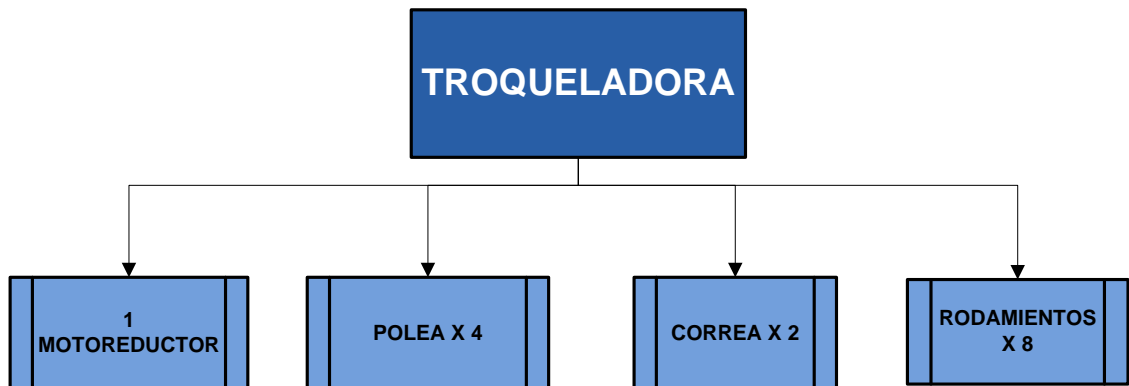 TROQUELADORA
1
MOTOREDUCTOR
POLEA X 4
CORREA X 2
RODAMIENTOS
X 8